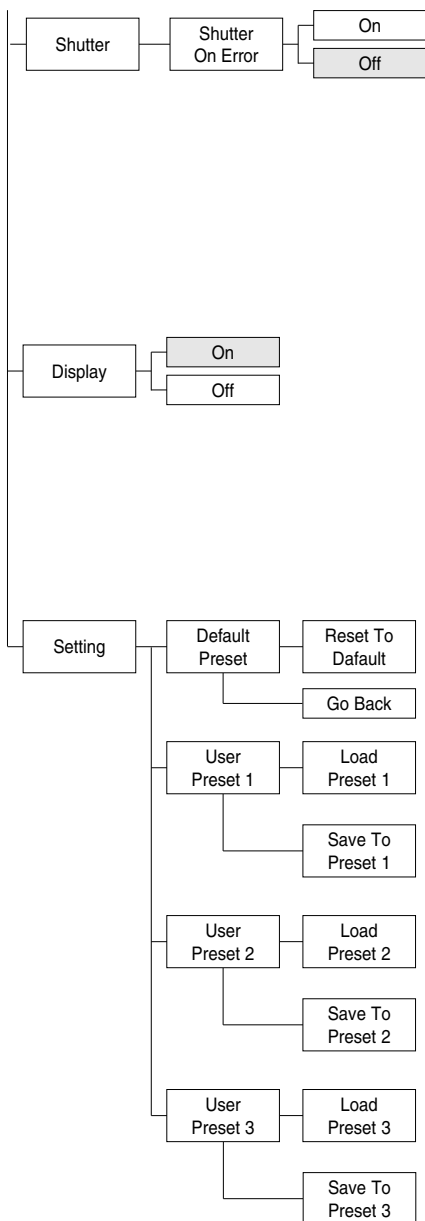 Shutter
Shutter
On Error
On
Off
Display
On
Off
Setting
Default
Preset
Reset To
Dafault
Go Back
User
Preset 1
Load
Preset 1
Save To
Preset 1
User
Preset 2
Load
Preset 2
Save To
Preset 2
User
Preset 3
Load
Preset 3
Save To
Preset 3